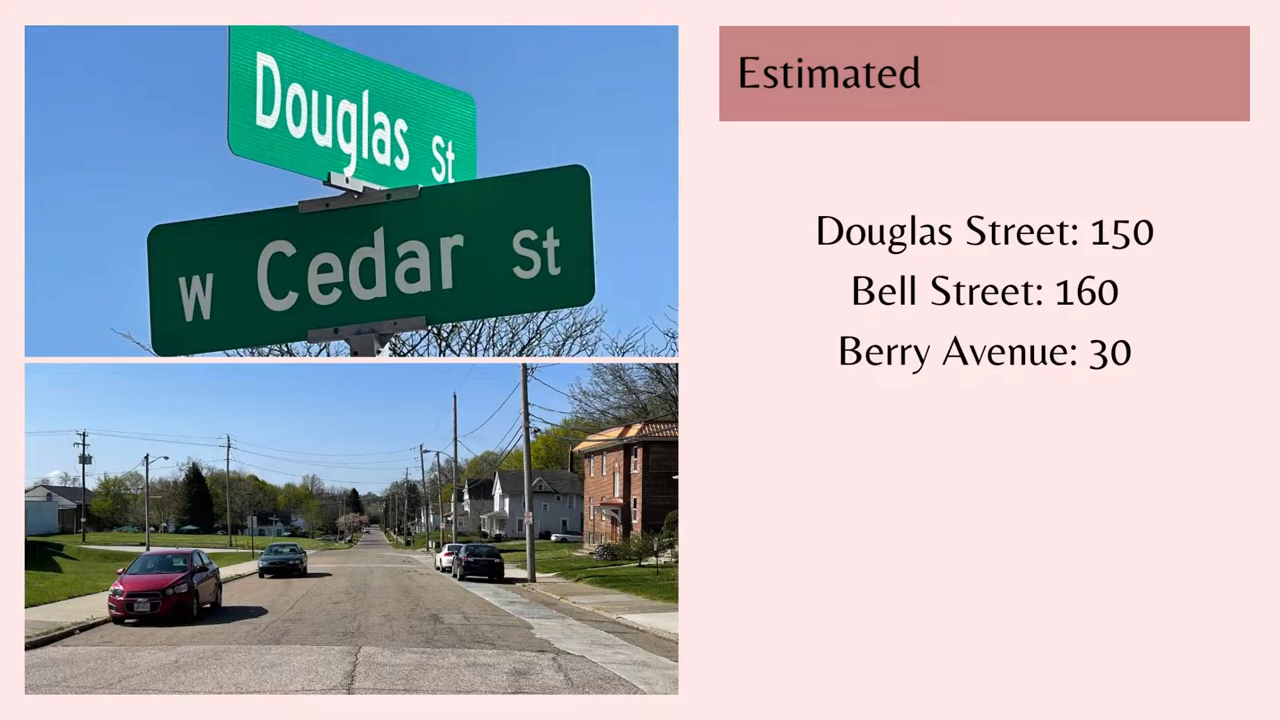 Douglas St
W Cedar St
Estimated
Douglas Street: 150
Bell Street: 160
Berry Avenue: 30